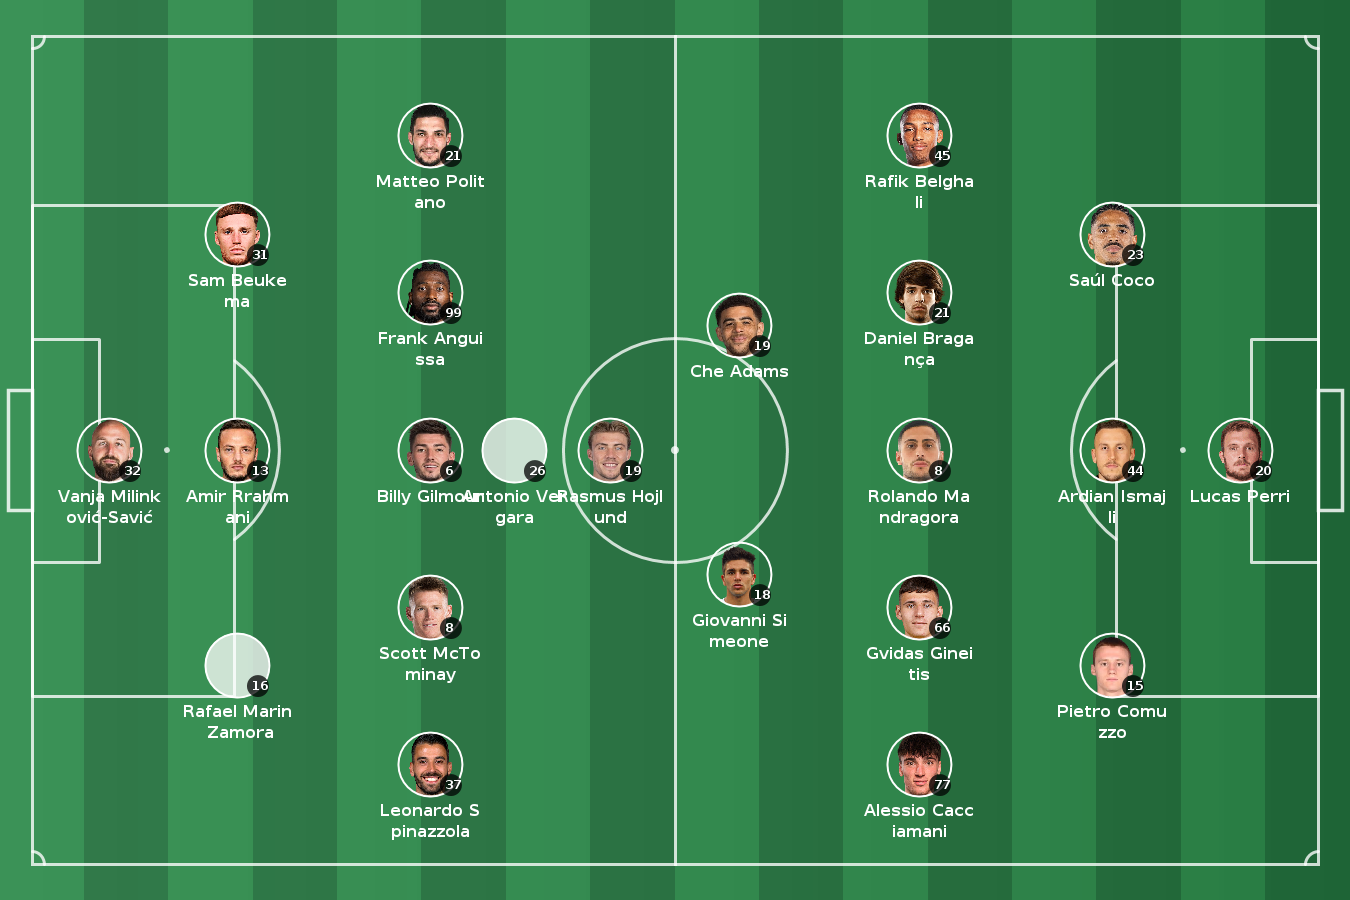 21
Matteo Polit
ano
45
Rafik Belgha
li
31
Sam Beuke
ma
23
Saúl Coco
99
Frank Angui
ssa
21
Daniel Braga
nça
19
Che Adams
32
Vanja Milink
ović-Savić
13
Amir Rrahm
ani
6
Billy Gilmour
26
Antonio Ver
gara
19
Rasmus Hojl
und
8
Rolando Ma
ndragora
44
Ardian Ismaj
li
20
Lucas Perri
18
Giovanni Si
meone
8
Scott McTo
minay
66
Gvidas Ginei
tis
16
Rafael Marin
Zamora
15
Pietro Comu
zzo
37
Leonardo S
pinazzola
77
Alessio Cacc
iamani